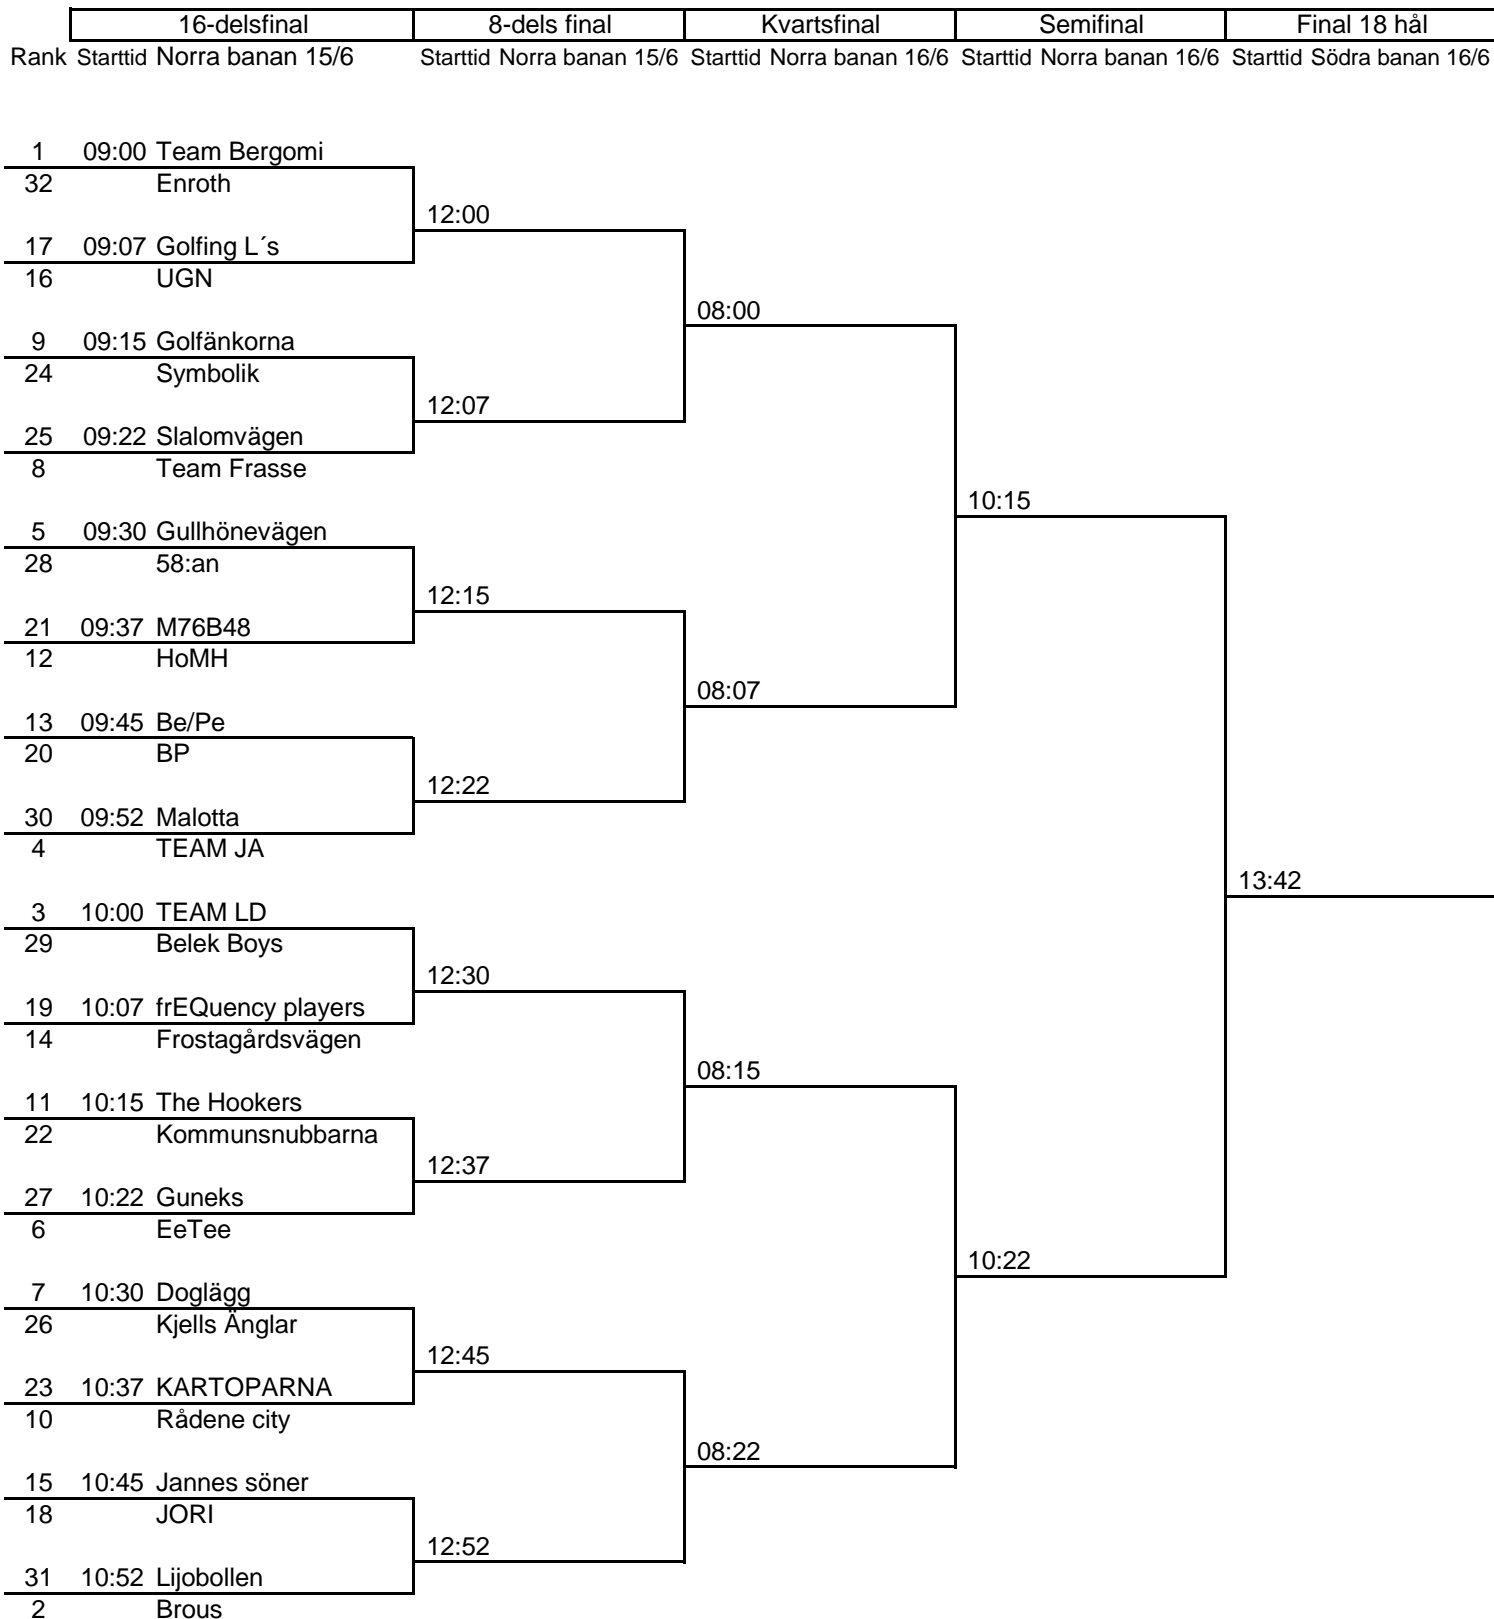 16-delsfinal 8-dels final Kvartsfinal Semifinal Final 18 hål
Rank Starttid Norra banan 15/6 Starttid Norra banan 15/6 Starttid Norra banan 16/6 Starttid Norra banan 16/6 Starttid Södra banan 16/6
1 09:00 Team Bergomi
32 Enroth
12:00
17 09:07 Golfing L´s
16 UGN
08:00
9 09:15 Golfänkorna
24 Symbolik
12:07
25 09:22 Slalomvägen
8 Team Frasse
10:15
5 09:30 Gullhönevägen
28 58:an
12:15
21 09:37 M76B48
12 HoMH
08:07
13 09:45 Be/Pe
20 BP
12:22
30 09:52 Malotta
4 TEAM JA
13:42
3 10:00 TEAM LD
29 Belek Boys
12:30
19 10:07 frEQuency players
14 Frostagårdsvägen
08:15
11 10:15 The Hookers
22 Kommunsnubbarna
12:37
27 10:22 Guneks
6 EeTee
10:22
7 10:30 Doglägg
26 Kjells Änglar
12:45
23 10:37 KARTOPARNA
10 Rådene city
08:22
15 10:45 Jannes söner
18 JORI
12:52
31 10:52 Lijobollen
2 Brous